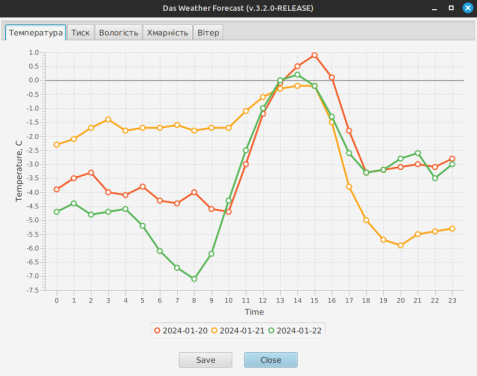 Das Weather Forecast (v.3.2.0-RELEASE)
Температура Тиск Вологість Хмарність Вітер
1.0
0.5
0.0
-0.5
-1.0
-1.5
-2.0
-2.5
-3.0
-3.5
-4.0
-4.5
-5.0
-5.5
-6.0
-6.5
-7.0
-7.5
Temperature, C
0 1 2 3 4 5 6 7 8 9 10 11 12 13 14 15 16 17 18 19 20 21 22 23
Time
2024-01-20 2024-01-21 2024-01-22
Save Close